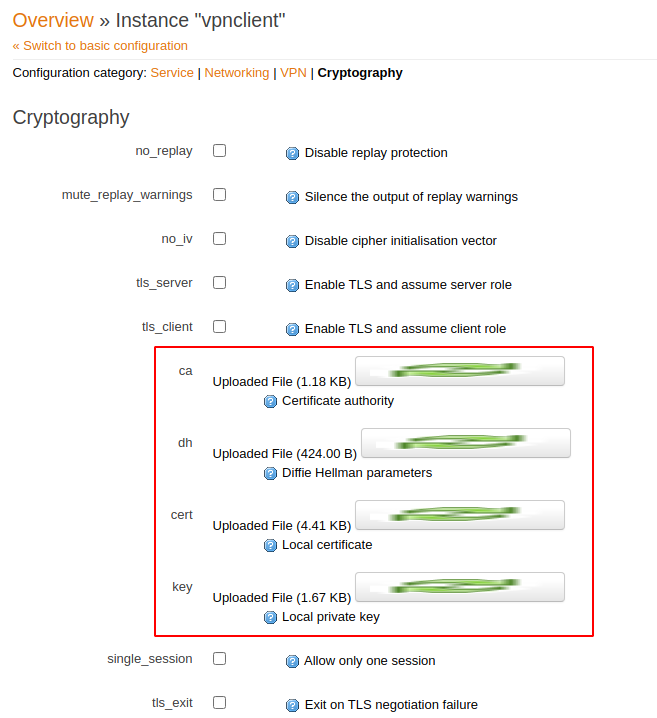 Overview » Instance "vpnclient"
« Switch to basic configuration
Configuration category: Service | Networking | VPN | Cryptography
Cryptography
no_replay Disable replay protection
mute_replay_warnings Silence the output of replay warnings
no_iv Disable cipher initialisation vector
tls_server Enable TLS and assume server role
tls_client Enable TLS and assume client role
ca Uploaded File (1.18 KB)
Certificate authority
dh Uploaded File (424.00 B)
Diffie Hellman parameters
cert Uploaded File (4.41 KB)
Local certificate
key Uploaded File (1.67 KB)
Local private key
single_session Allow only one session
tls_exit Exit on TLS negotiation failure